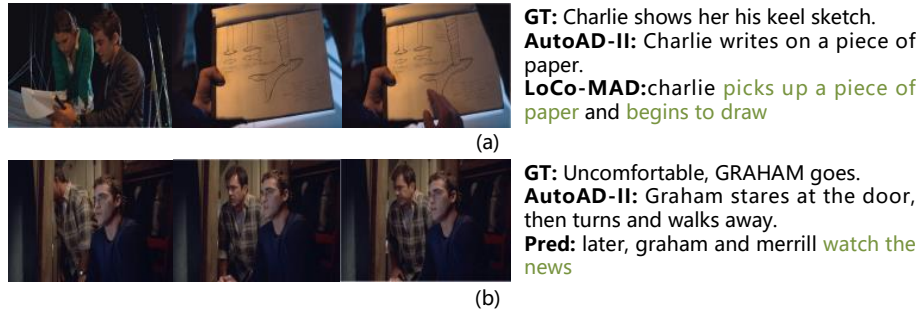 GT: Charlie shows her his keel sketch.
AutoAD-II: Charlie writes on a piece of
paper.
LoCo-MAD:charlie picks up a piece of
paper and begins to draw
(a)
GT: Uncomfortable, GRAHAM goes.
AutoAD-II: Graham stares at the door,
then turns and walks away.
Pred: later, graham and merrill watch the
news
(b)